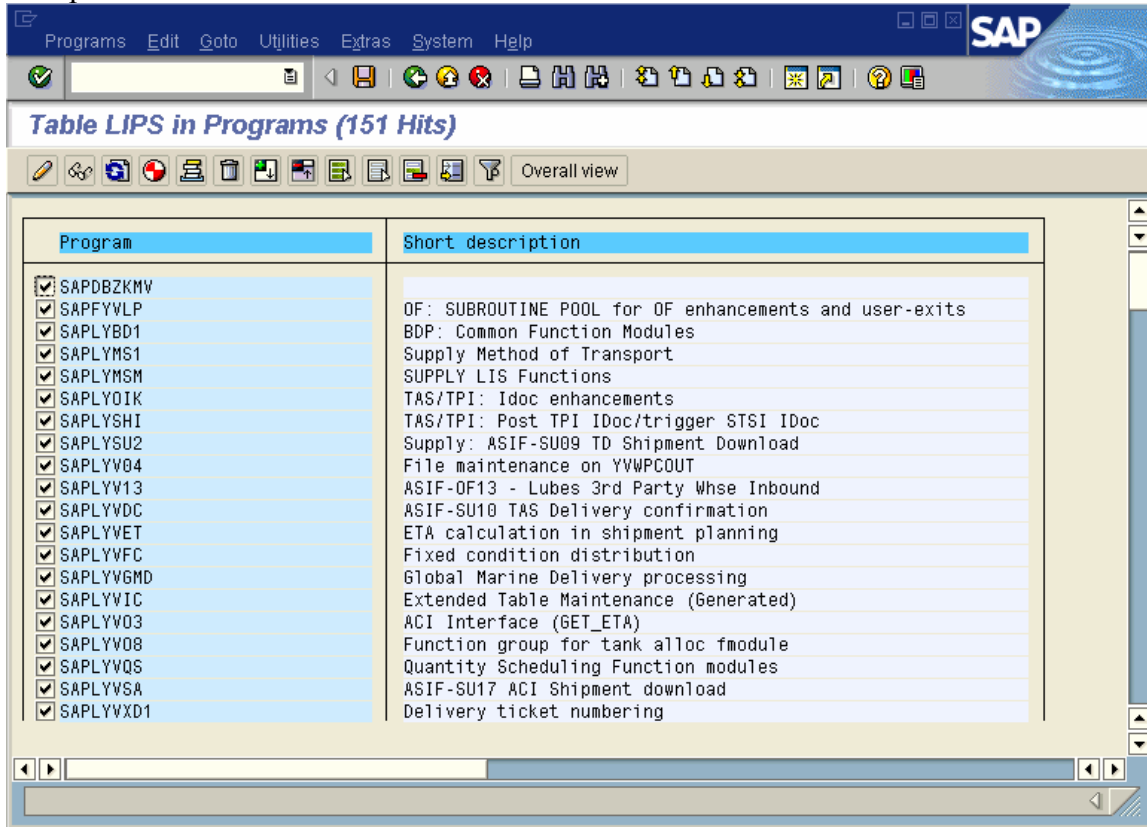 Programs Edit Goto Utilities Extras System Help
SAP
Table LIPS in Programs (151 Hits)
Overall view
Program Short description
SAPDBZKMV
SAPFYVLP OF: SUBROUTINE POOL for OF enhancements and user-exits
SAPLYBD1 BDP: Common Function Modules
SAPLYMS1 Supply Method of Transport
SAPLYMSM SUPPLY LIS Functions
SAPLYOIK TAS/TPI: Idoc enhancements
SAPLYSHI TAS/TPI: Post TPI IDoc/trigger STSI IDoc
SAPLYSU2 Supply: ASIF-SU09 TD Shipment Download
SAPLYV04 File maintenance on YVWPCOUT
SAPLYV13 ASIF-OF13 - Lubes 3rd Party Whse Inbound
SAPLYVDC ASIF-SU10 TAS Delivery confirmation
SAPLYVET ETA calculation in shipment planning
SAPLYVFC Fixed condition distribution
SAPLYVGMD Global Marine Delivery processing
SAPLYVIC Extended Table Maintenance (Generated)
SAPLYVO3 ACI Interface (GET_ETA)
SAPLYVO8 Function group for tank alloc fmodule
SAPLYVQS Quantity Scheduling Function modules
SAPLYVSA ASIF-SU17 ACI Shipment download
SAPLYVXD1 Delivery ticket numbering